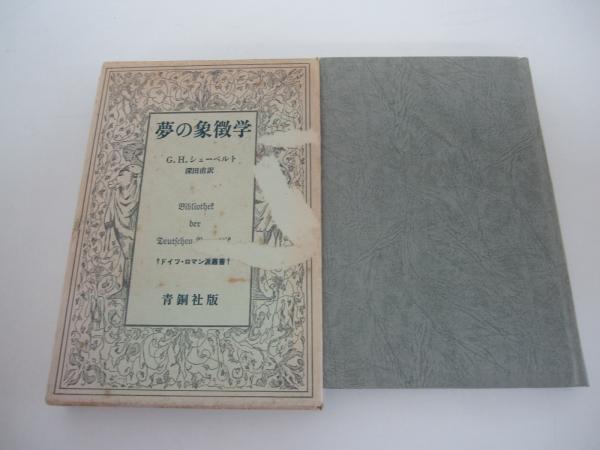 夢の象徴学
G. H. シューベルト
深田甫訳
Bibliothek
der
Deutschen
†ドイツ・ロマン派叢書†
青銅社版